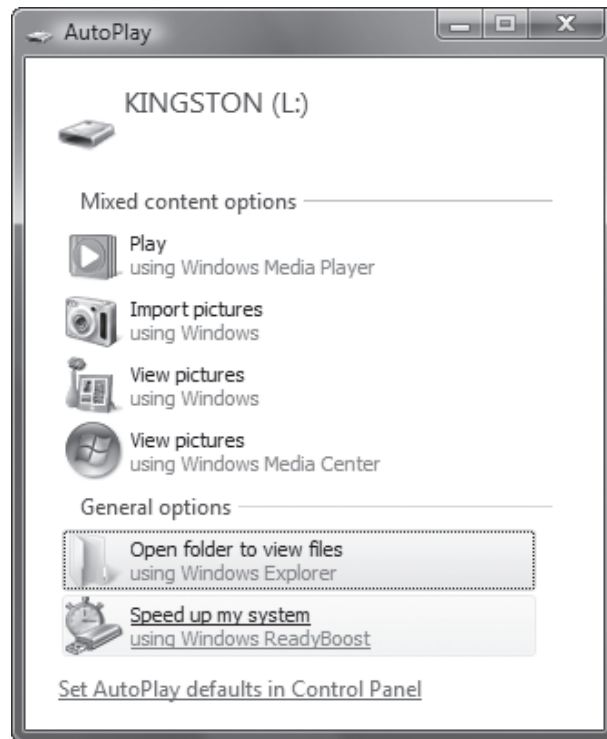 AutoPlay
KINGSTON (L:)
Mixed content options
Play
using Windows Media Player
Import pictures
using Windows
View pictures
using Windows
View pictures
using Windows Media Center
General options
Open folder to view files
using Windows Explorer
Speed up my system
using Windows ReadyBoost
Set AutoPlay defaults in Control Panel